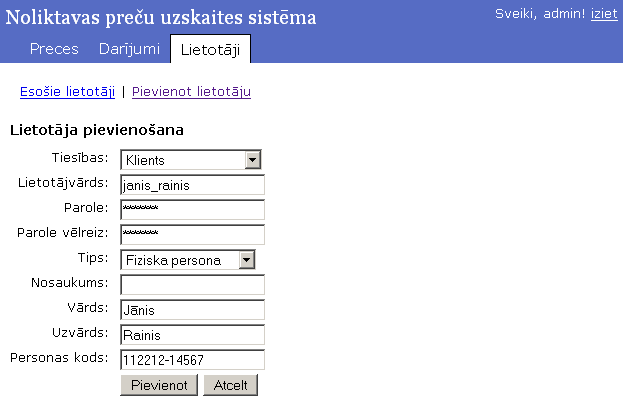 Noliktavas preču uzskaites sistēma
Sveiki, admin! iziet
Preces Darījumi Lietotāji
Esošie lietotāji | Pievienot lietotāju
Lietotāja pievienošana
Tiesības: Klients
Lietotājvārds: janis_rainis
Parole: ********
Parole vēlreiz: ********
Tips: Fiziska persona
Nosaukums:
Vārds: Jānis
Uzvārds: Rainis
Personas kods: 112212-14567
Pievienot Atcelt